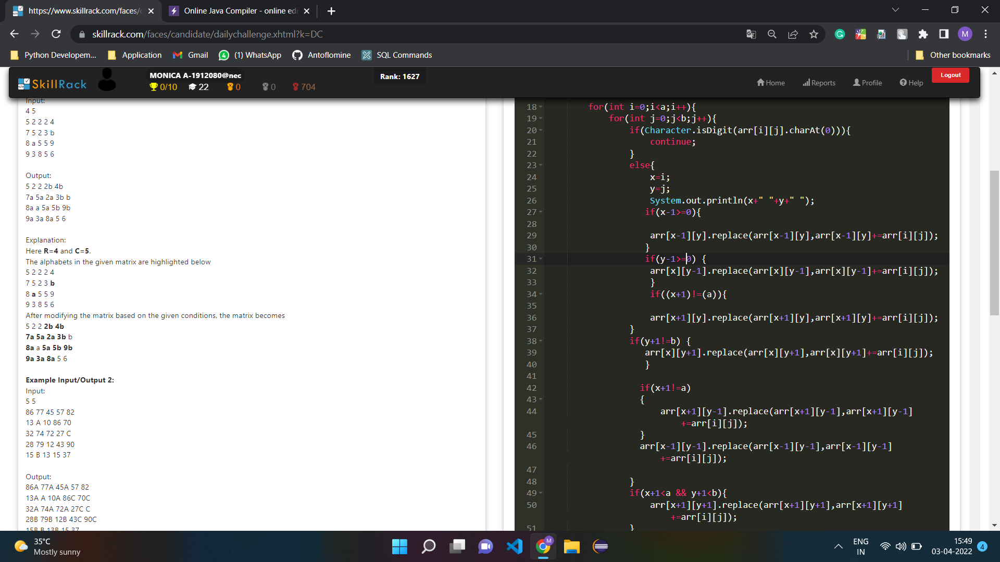 https://www.skillrack.com/faces/c
Online Java Compiler - online edi
skillrack.com/faces/candidate/dailychallenge.xhtml?k=DC
Python Developem...
Application
Gmail
(1) WhatsApp
Antoflomine
SQL Commands
Other bookmarks
SkillRack
MONICA A-1912080@nec
0/10 22 0 0 704
Rank: 1627
Home
Reports
Profile
Help
Logout
Input:
4 5
5 2 2 2 4
7 5 2 3 b
8 a 5 5 9
9 3 8 5 6
Output:
5 2 2 2b 4b
7a 5a 2a 3b b
8a a 5a 5b 9b
9a 3a 8a 5 6
Explanation:
Here R=4 and C=5.
The alphabets in the given matrix are highlighted below
5 2 2 2 4
7 5 2 3 b
8 a 5 5 9
9 3 8 5 6
After modifying the matrix based on the given conditions, the matrix becomes
5 2 2 2b 4b
7a 5a 2a 3b b
8a a 5a 5b 9b
9a 3a 8a 5 6
Example Input/Output 2:
Input:
5 5
86 77 45 57 82
13 A 10 86 70
32 74 72 27 C
28 79 12 43 90
15 B 13 15 37
Output:
86A 77A 45A 57 82
13A A 10A 86C 70C
32A 74A 72A 27C C
28B 79B 12B 43C 90C
15B B 13B 15 37
18 for(int i=0;i<a;i++){
19 for(int j=0;j<b;j++){
20 if(Character.isDigit(arr[i][j].charAt(0))){
21 continue;
22 }
23 else{
24 x=i;
25 y=j;
26 System.out.println(x+" "+y+" ");
27 if(x-1>=0){
28
29 arr[x-1][y].replace(arr[x-1][y],arr[x-1][y]+=arr[i][j]);
30 }
31 if(y-1>=0) {
32 arr[x][y-1].replace(arr[x][y-1],arr[x][y-1]+=arr[i][j]);
33 }
34 if((x+1)!=(a)){
35
36 arr[x+1][y].replace(arr[x+1][y],arr[x+1][y]+=arr[i][j]);
37 }
38 if(y+1!=b) {
39 arr[x][y+1].replace(arr[x][y+1],arr[x][y+1]+=arr[i][j]);
40 }
41
42 if(x+1!=a)
43 {
44 arr[x+1][y-1].replace(arr[x+1][y-1],arr[x+1][y-1]
+=arr[i][j]);
45 }
46 arr[x-1][y-1].replace(arr[x-1][y-1],arr[x-1][y-1]
+=arr[i][j]);
47
48 }
49 if(x+1<a && y+1<b){
50 arr[x+1][y+1].replace(arr[x+1][y+1],arr[x+1][y+1]
+=arr[i][j]);
51 }
35°C
Mostly sunny
ENG
IN
15:49
03-04-2022
4
M